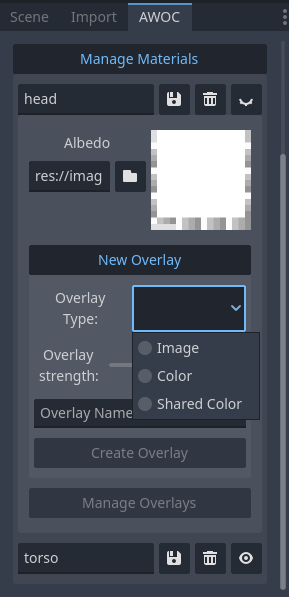 Scene Import AWOC
Manage Materials
head
Albedo
res://imag
New Overlay
Overlay
Type:
Image
Color
Shared Color
Overlay
strength:
Overlay Name
Create Overlay
Manage Overlays
torso